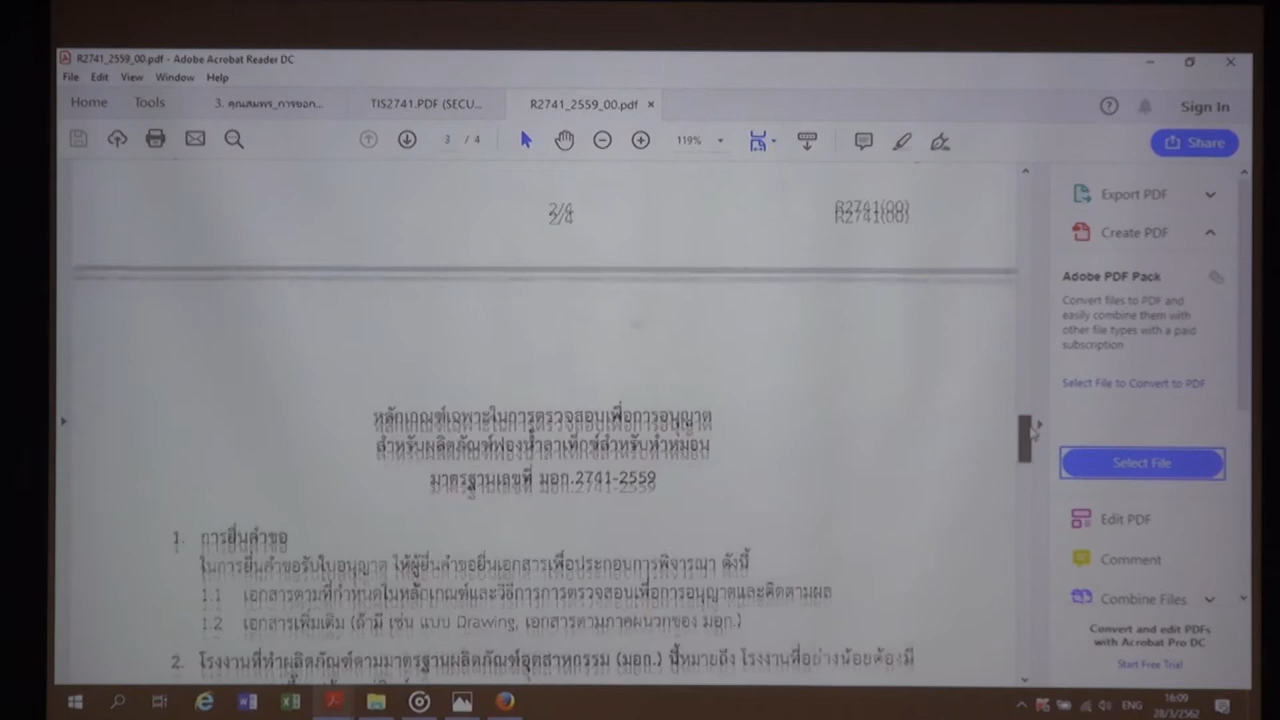 R2741_2559_00.pdf - Adobe Acrobat Reader DC
File Edit View Window Help
Home Tools 3. คุณสมพร_การขอก... TIS2741.PDF (SECU... R2741_2559_00.pdf × Sign In
3 / 4 119% Share
2/4 R2741(00)
Export PDF
Create PDF
Adobe PDF Pack
Convert files to PDF and
easily combine them with
other file types with a paid
subscription
Select File to Convert to PDF
Select File
Edit PDF
Comment
Combine Files
Convert and edit PDFs
with Acrobat Pro DC
Start Free Trial
หลักเกณฑ์เฉพาะในการตรวจสอบเพื่อการอนุญาต
สำหรับผลิตภัณฑ์ฟองน้ำลาเท็กซ์สำหรับทำหมอน
มาตรฐานเลขที่ มอก.2741-2559
1. การยื่นคำขอ
ในการยื่นคำขอรับใบอนุญาต ให้ผู้ยื่นคำขอยื่นเอกสารเพื่อประกอบการพิจารณา ดังนี้
1.1 เอกสารตามที่กำหนดในหลักเกณฑ์และวิธีการการตรวจสอบเพื่อการอนุญาตและติดตามผล
1.2 เอกสารเพิ่มเติม (ถ้ามี เช่น แบบ Drawing, เอกสารตามภาคผนวกของ มอก.)
2. โรงงานที่ทำผลิตภัณฑ์ตามมาตรฐานผลิตภัณฑ์อุตสาหกรรม (มอก.) นี้หมายถึง โรงงานที่อย่างน้อยต้องมี
ENG 16:09
28/3/2562